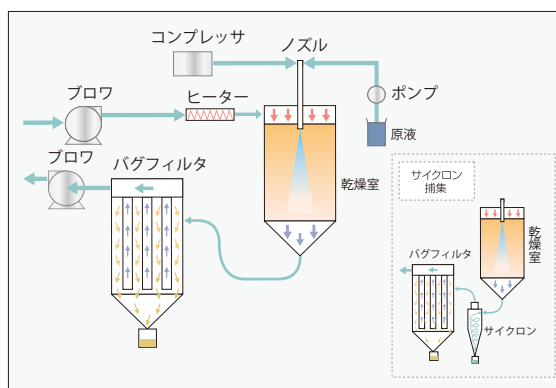 コンプレッサ
ノズル
ブロワ
ヒーター
ポンプ
原液
ブロワ
バグフィルタ
乾燥室
サイクロン
捕集
乾燥室
バグフィルタ
サイクロン